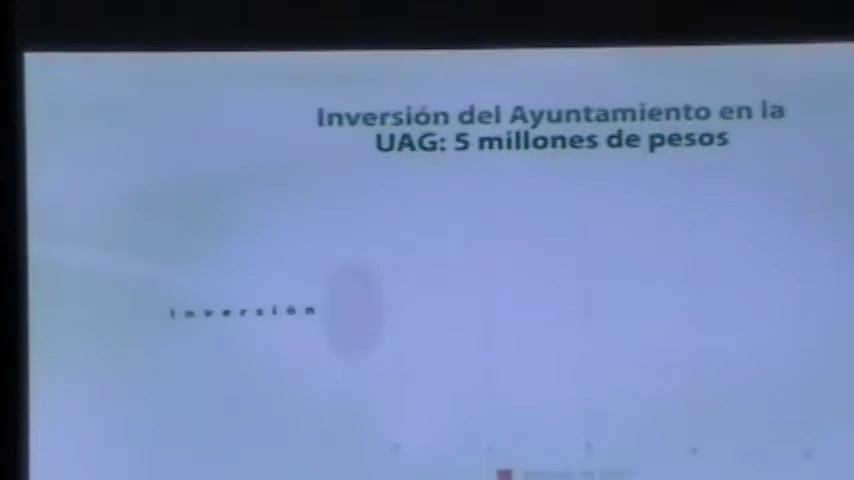 Inversión del Ayuntamiento en la
UAG: 5 millones de pesos
Inversión